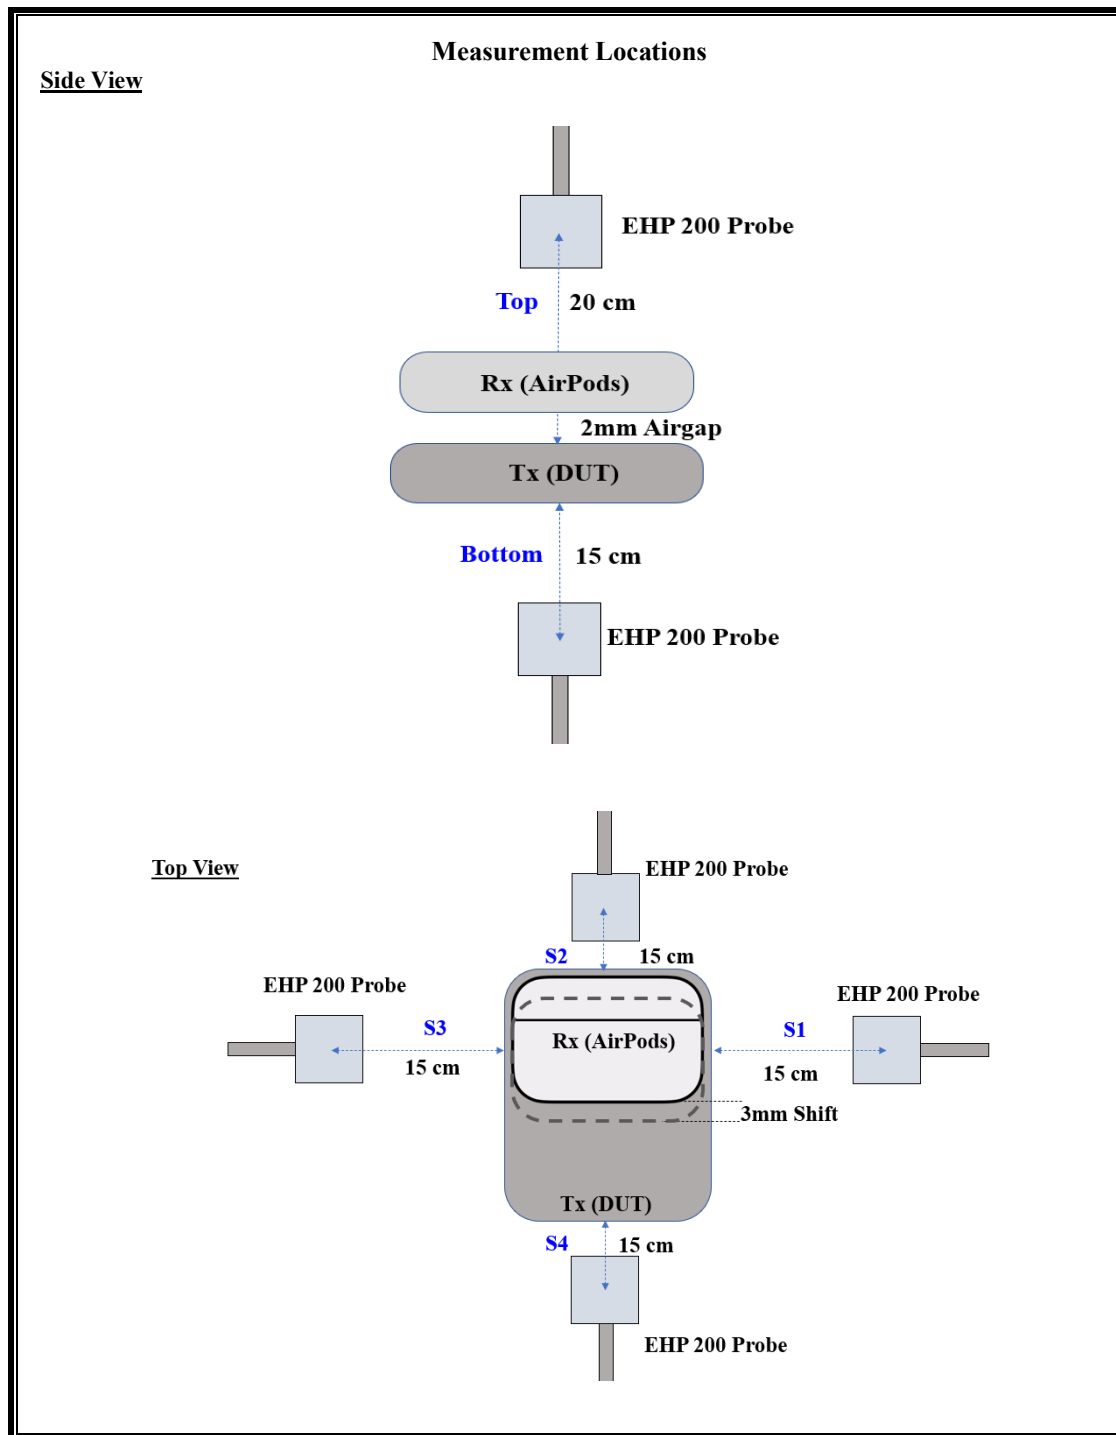 Measurement Locations
Side View
EHP 200 Probe
Top 20 cm
Rx (AirPods)
2mm Airgap
Tx (DUT)
Bottom 15 cm
EHP 200 Probe
Top View
EHP 200 Probe
S2 15 cm
EHP 200 Probe
EHP 200 Probe
S3
S1
Rx (AirPods)
15 cm
15 cm
3mm Shift
Tx (DUT)
S4 15 cm
EHP 200 Probe